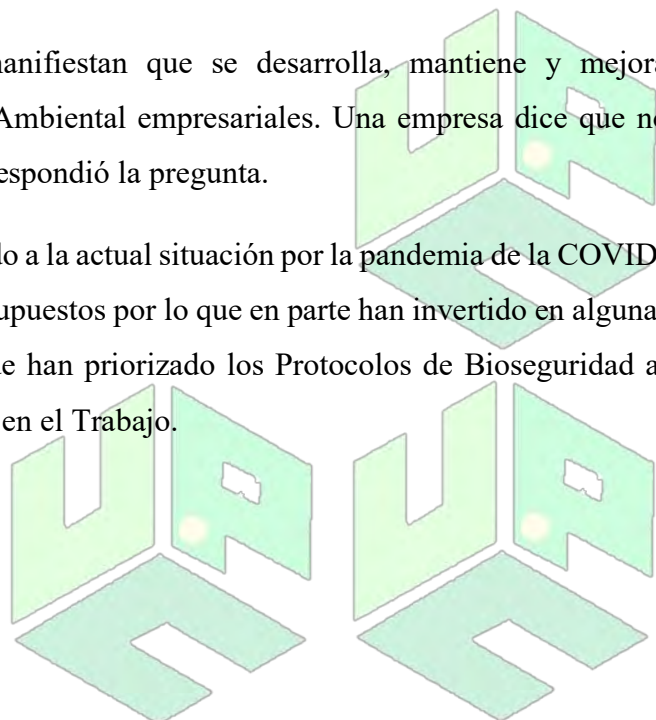 manifiestan que se desarrolla, mantiene y mejora
Ambiental empresariales. Una empresa dice que no
espondió la pregunta.
do a la actual situación por la pandemia de la COVID
upuestos por lo que en parte han invertido en alguna
e han priorizado los Protocolos de Bioseguridad a
en el Trabajo.